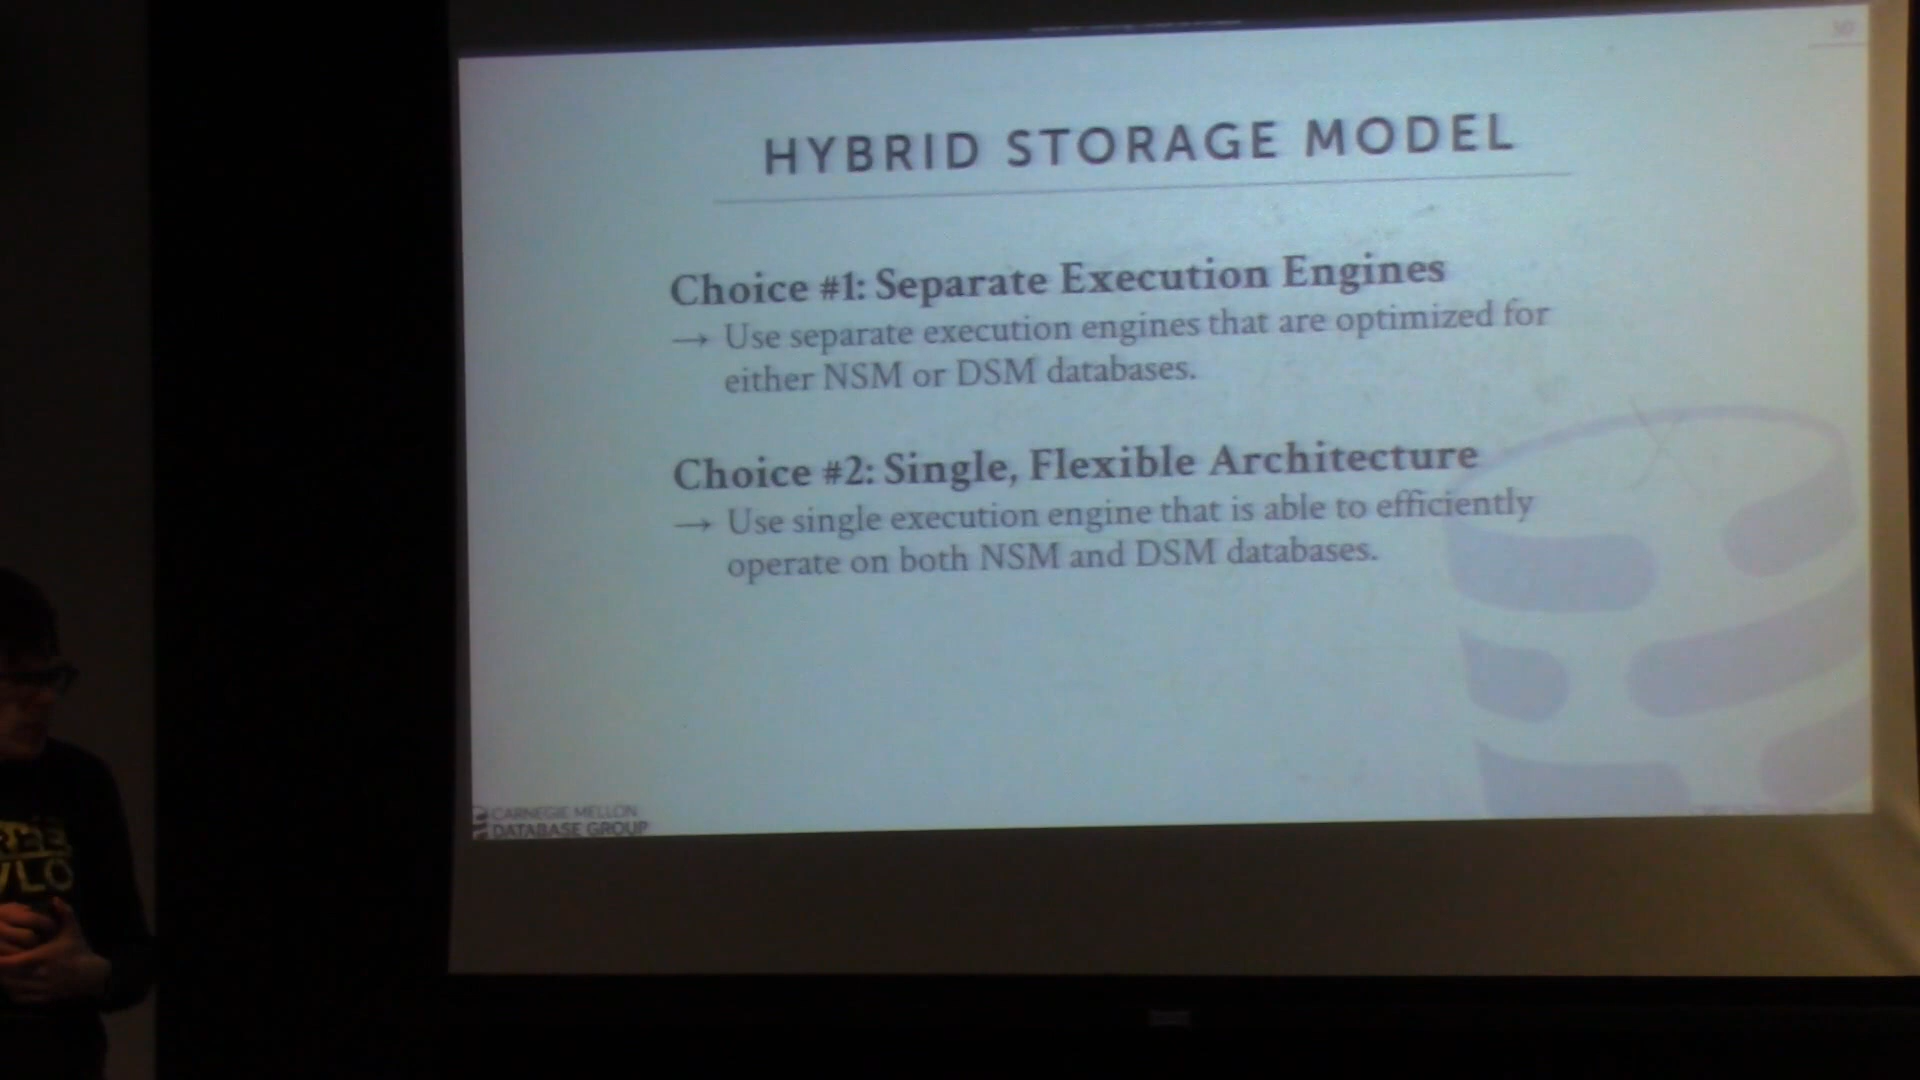 30
HYBRID STORAGE MODEL
Choice #1: Separate Execution Engines
→ Use separate execution engines that are optimized for
either NSM or DSM databases.
Choice #2: Single, Flexible Architecture
→ Use single execution engine that is able to efficiently
operate on both NSM and DSM databases.
CARNEGIE MELLON
DATABASE GROUP